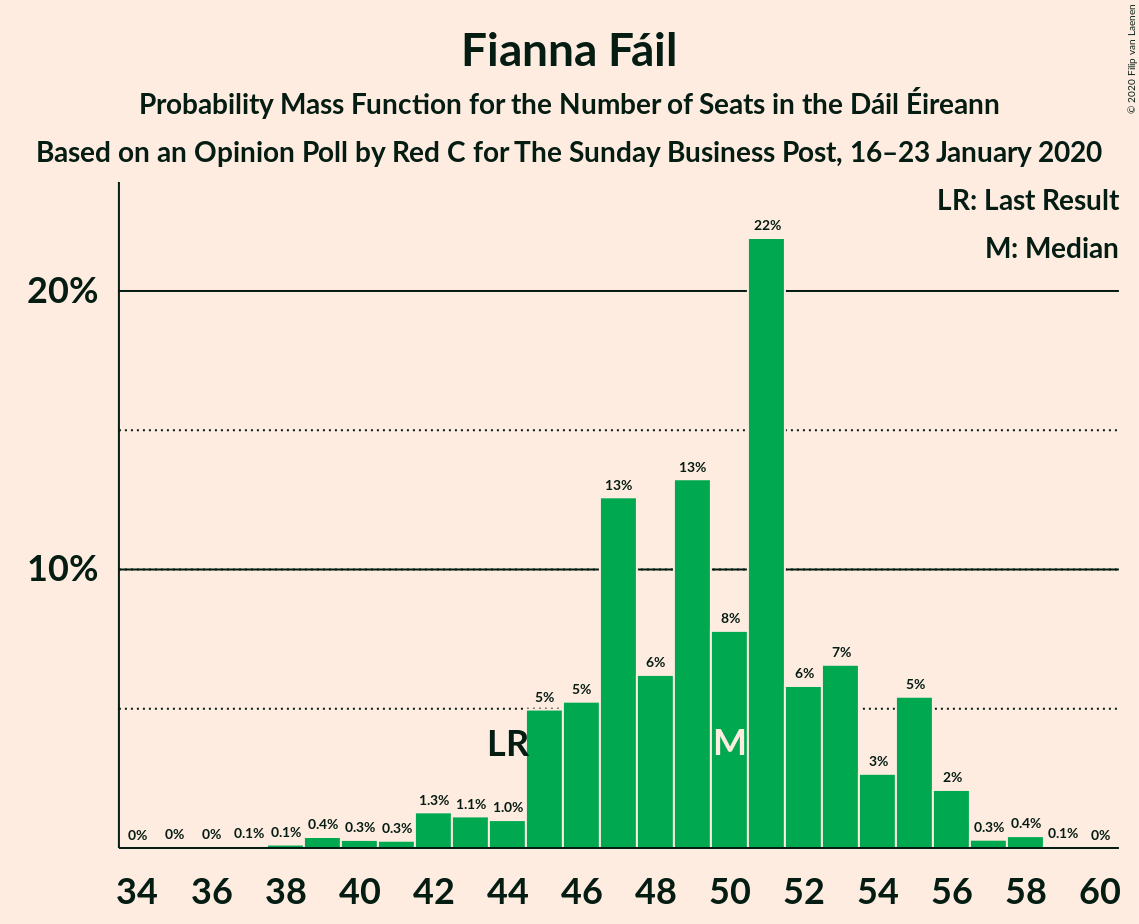 Fianna Fáil
Probability Mass Function for the Number of Seats in the Dáil Éireann
Based on an Opinion Poll by Red C for The Sunday Business Post, 16–23 January 2020
© 2020 Filip van Laenen
LR: Last Result
M: Median
20%
10%
0% 0% 0% 0.1% 0.1% 0.4% 0.3% 0.3% 1.3% 1.1% 1.0% 5% 5% 13% 6% 13% 8% 22% 6% 7% 3% 5% 2% 0.3% 0.4% 0.1% 0%
LR M
34 36 38 40 42 44 46 48 50 52 54 56 58 60